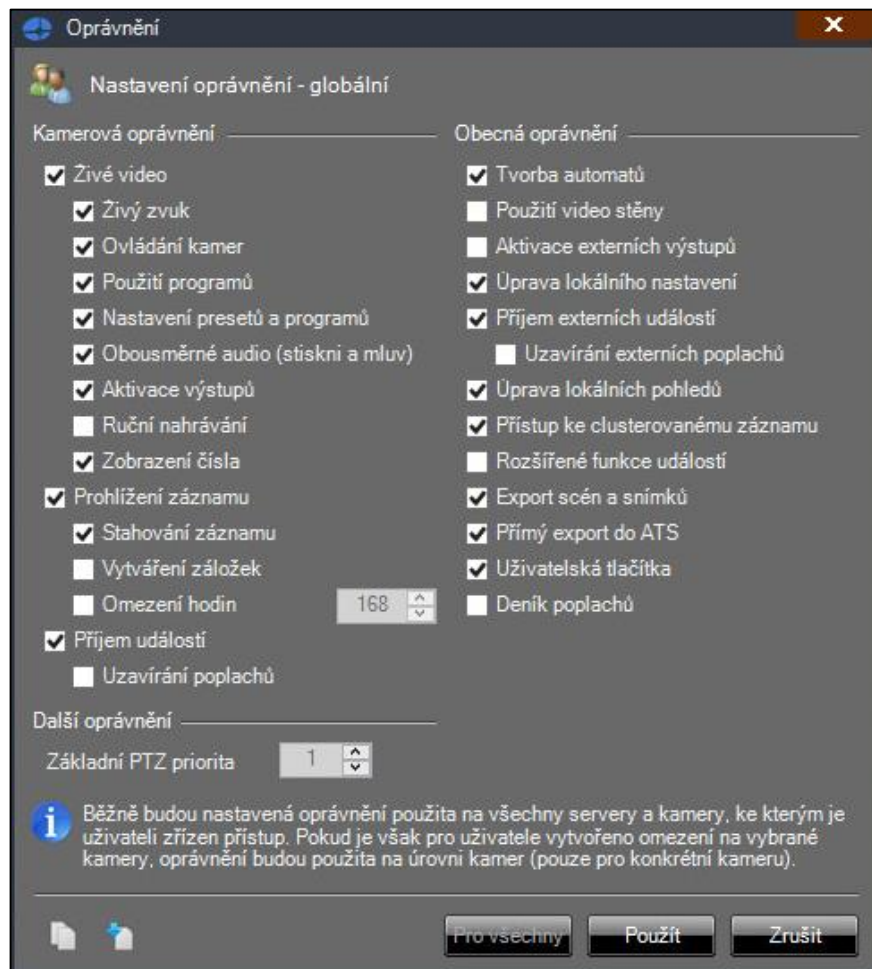 Oprávnění
Nastavení oprávnění - globální
Kamerová oprávnění
Živé video
Živý zvuk
Ovládání kamer
Použití programů
Nastavení presetů a programů
Obousměrné audio (stiskni a mluv)
Aktivace výstupů
Ruční nahrávání
Zobrazení čísla
Prohlížení záznamu
Stahování záznamu
Vytváření záložek
Omezení hodin 168
Příjem událostí
Uzavírání poplachů
Obecná oprávnění
Tvorba automatů
Použití video stěny
Aktivace externích výstupů
Úprava lokálního nastavení
Příjem externích událostí
Uzavírání externích poplachů
Úprava lokálních pohledů
Přístup ke clusterovanému záznamu
Rozšířené funkce událostí
Export scén a snímků
Přímý export do ATS
Uživatelská tlačítka
Deník poplachů
Další oprávnění
Základní PTZ priorita 1
Běžně budou nastavená oprávnění použita na všechny servery a kamery, ke kterým je
uživateli zřízen přístup. Pokud je však pro uživatele vytvořeno omezení na vybrané
kamery, oprávnění budou použita na úrovni kamer (pouze pro konkrétní kameru).
Pro všechny Použít Zrušit